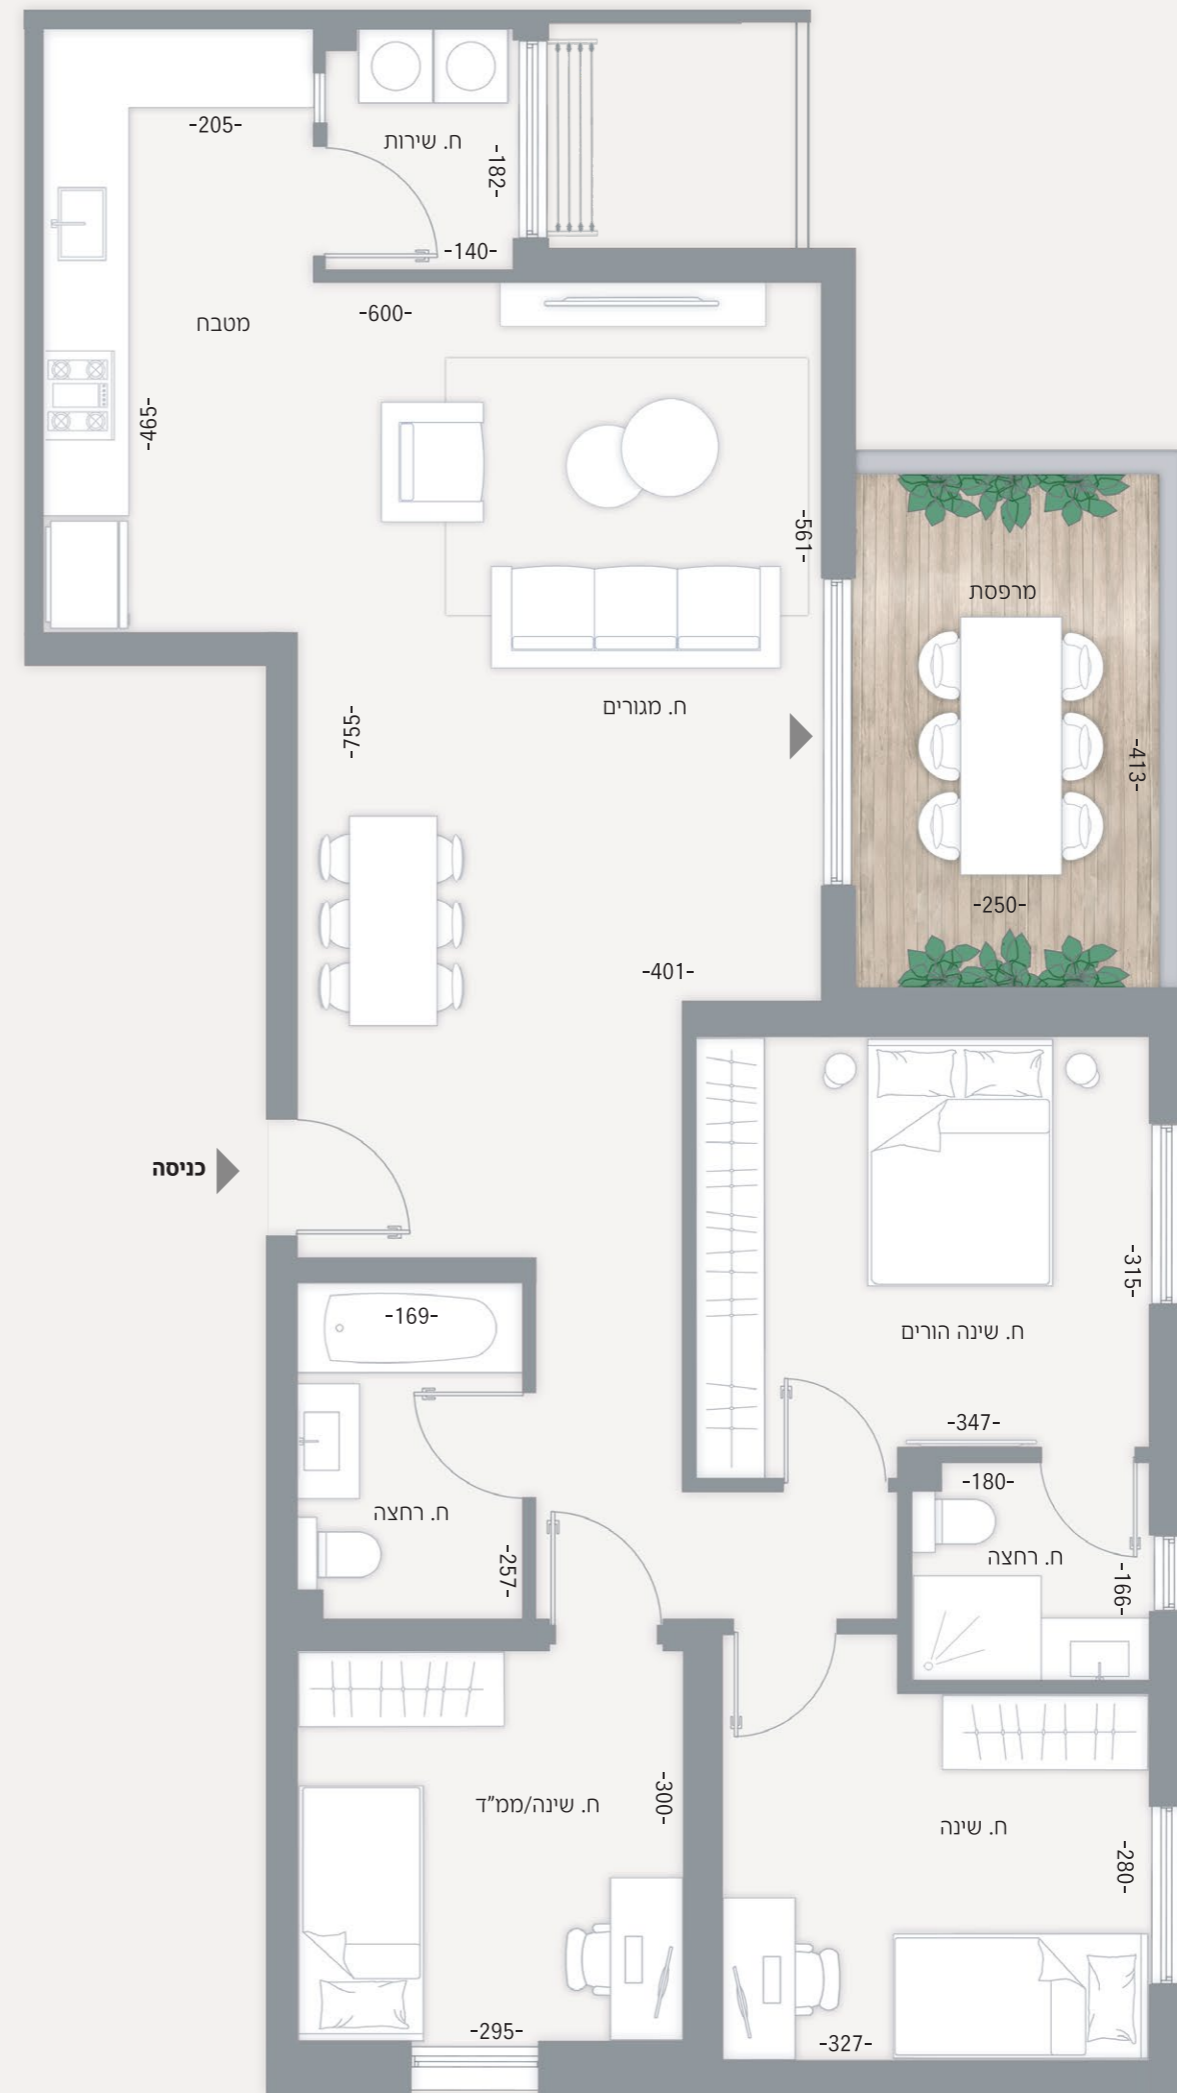 -205-
ח. שירות
-182-
-140-
מטבח
-600-
-465-
-561-
מרפסת
ח. מגורים
-755-
-413-
-250-
-401-
כניסה
-315-
-169-
ח. שינה הורים
-347-
-180-
ח. רחצה
-257-
ח. רחצה
-166-
ח. שינה/ממ"ד
-300-
ח. שינה
-280-
-295-
-327-